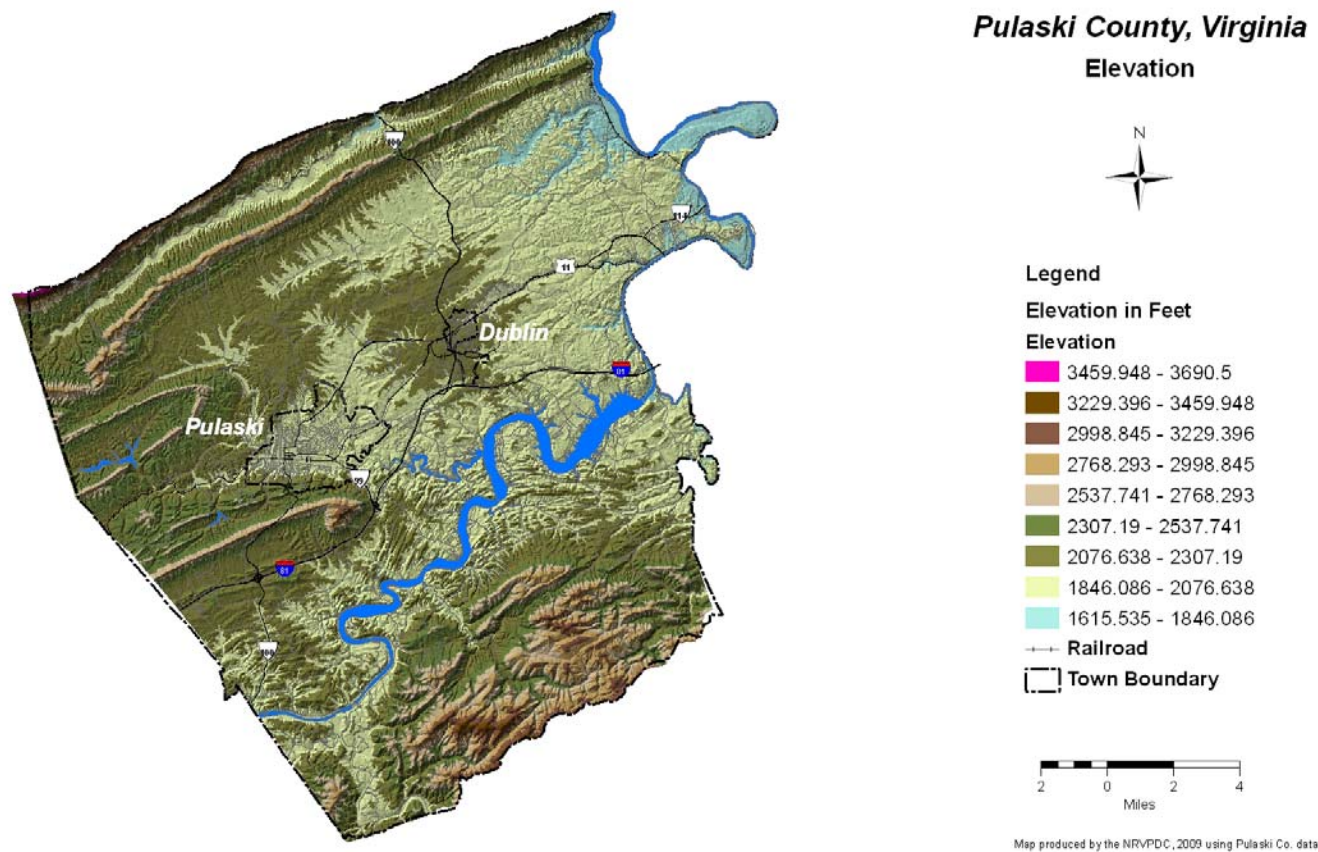 Pulaski County, Virginia
Elevation
N
100
114
11
Dublin
81
Pulaski
99
81
100
Legend
Elevation in Feet
Elevation
3459.948 - 3690.5
3229.396 - 3459.948
2998.845 - 3229.396
2768.293 - 2998.845
2537.741 - 2768.293
2307.19 - 2537.741
2076.638 - 2307.19
1846.086 - 2076.638
1615.535 - 1846.086
Railroad
Town Boundary
2 0 2 4
Miles
Map produced by the NRVPDC, 2009 using Pulaski Co. data